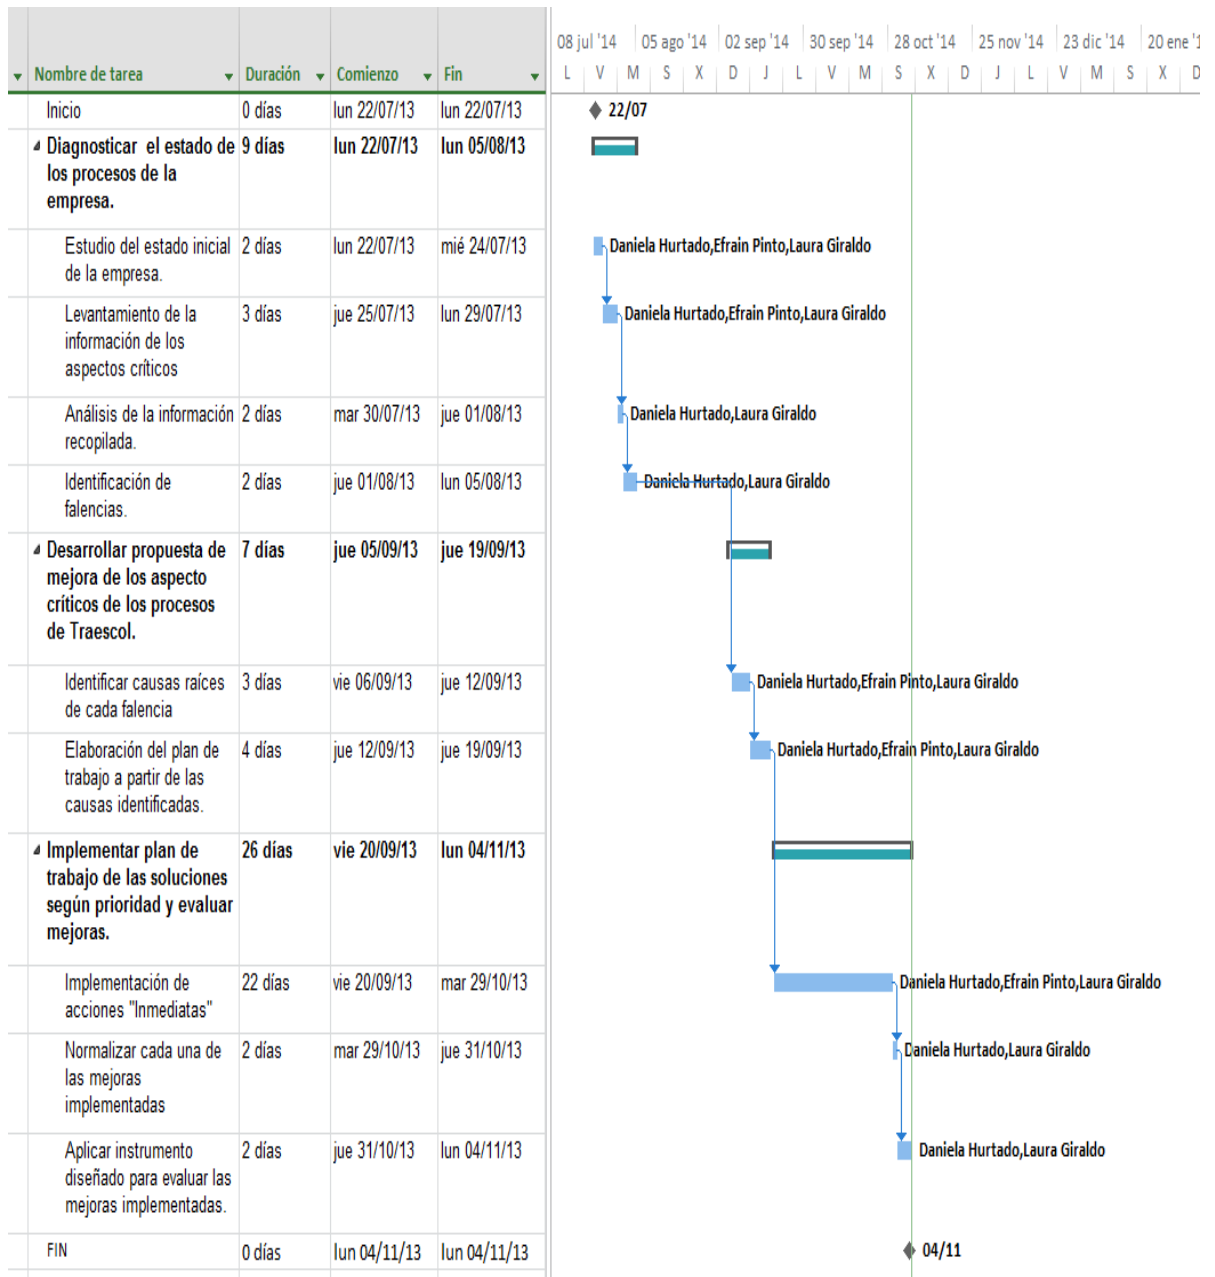 08 jul '14 05 ago '14 02 sep '14 30 sep '14 28 oct '14 25 nov '14 23 dic '14 20 ene '1
Nombre de tarea Duración Comienzo Fin L V M S X D J L V M S X D J L V M S X D
Inicio 0 días lun 22/07/13 lun 22/07/13 22/07
Diagnosticar el estado de 9 días lun 22/07/13 lun 05/08/13
los procesos de la
empresa.
Estudio del estado inicial 2 días lun 22/07/13 mié 24/07/13 Daniela Hurtado,Efrain Pinto,Laura Giraldo
de la empresa.
Levantamiento de la 3 días jue 25/07/13 lun 29/07/13 Daniela Hurtado,Efrain Pinto,Laura Giraldo
información de los
aspectos críticos
Análisis de la información 2 días mar 30/07/13 jue 01/08/13 Daniela Hurtado,Laura Giraldo
recopilada.
Identificación de 2 días jue 01/08/13 lun 05/08/13 Daniela Hurtado,Laura Giraldo
falencias.
Desarrollar propuesta de 7 días jue 05/09/13 jue 19/09/13
mejora de los aspecto
críticos de los procesos
de Traescol.
Identificar causas raíces 3 días vie 06/09/13 jue 12/09/13 Daniela Hurtado,Efrain Pinto,Laura Giraldo
de cada falencia
Elaboración del plan de 4 días jue 12/09/13 jue 19/09/13 Daniela Hurtado,Efrain Pinto,Laura Giraldo
trabajo a partir de las
causas identificadas.
Implementar plan de 26 días vie 20/09/13 lun 04/11/13
trabajo de las soluciones
según prioridad y evaluar
mejoras.
Implementación de 22 días vie 20/09/13 mar 29/10/13 Daniela Hurtado,Efrain Pinto,Laura Giraldo
acciones "Inmediatas"
Normalizar cada una de 2 días mar 29/10/13 jue 31/10/13 Daniela Hurtado,Laura Giraldo
las mejoras
implementadas
Aplicar instrumento 2 días jue 31/10/13 lun 04/11/13 Daniela Hurtado,Laura Giraldo
diseñado para evaluar las
mejoras implementadas.
FIN 0 días lun 04/11/13 lun 04/11/13 04/11